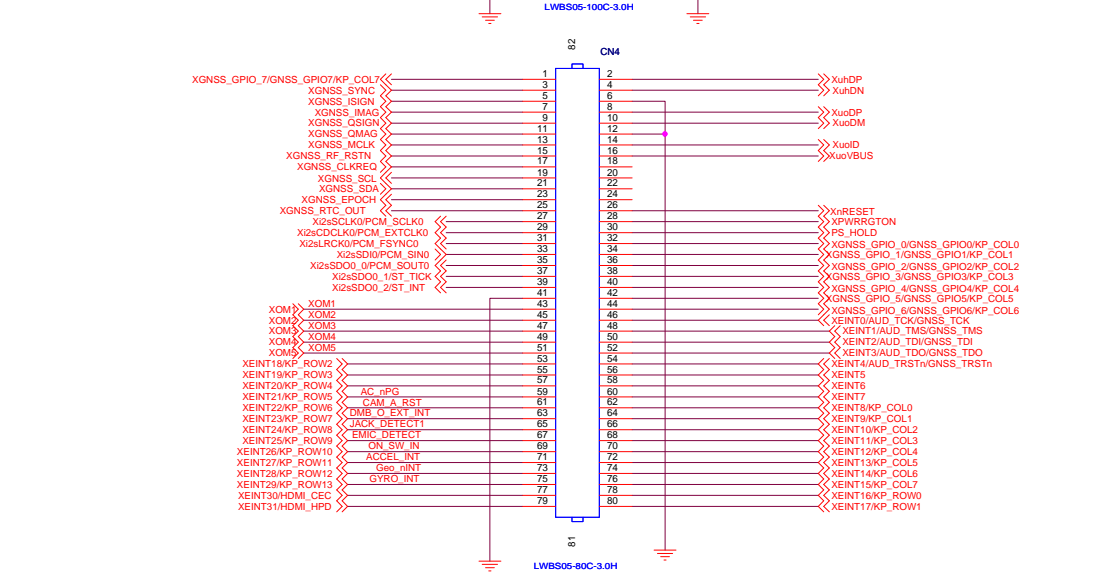 LWBS05-100C-3.0H
82
CN4
XGNSS_GPIO_7/GNSS_GPIO7/KP_COL7 1 2 XuhDP
XGNSS_SYNC 3 4 XuhDN
XGNSS_ISIGN 5 6
XGNSS_IMAG 7 8 XuoDP
XGNSS_QSIGN 9 10 XuoDM
XGNSS_QMAG 11 12
XGNSS_MCLK 13 14 XuoID
XGNSS_RF_RSTN 15 16 XuoVBUS
XGNSS_CLKREQ 17 18
XGNSS_SCL 19 20
XGNSS_SDA 21 22
XGNSS_EPOCH 23 24
XGNSS_RTC_OUT 25 26 XnRESET
Xi2sSCLK0/PCM_SCLK0 27 28 XPWRRGTON
Xi2sCDCLK0/PCM_EXTCLK0 29 30 PS_HOLD
Xi2sLRCK0/PCM_FSYNC0 31 32 XGNSS_GPIO_0/GNSS_GPIO0/KP_COL0
Xi2sSDI0/PCM_SIN0 33 34 XGNSS_GPIO_1/GNSS_GPIO1/KP_COL1
Xi2sSDO0_0/PCM_SOUT0 35 36 XGNSS_GPIO_2/GNSS_GPIO2/KP_COL2
Xi2sSDO0_1/ST_TICK 37 38 XGNSS_GPIO_3/GNSS_GPIO3/KP_COL3
Xi2sSDO0_2/ST_INT 39 40 XGNSS_GPIO_4/GNSS_GPIO4/KP_COL4
41 42 XGNSS_GPIO_5/GNSS_GPIO5/KP_COL5
XOM1 XOM1 43 44 XGNSS_GPIO_6/GNSS_GPIO6/KP_COL6
XOM2 XOM2 45 46 XEINT0/AUD_TCK/GNSS_TCK
XOM3 XOM3 47 48 XEINT1/AUD_TMS/GNSS_TMS
XOM4 XOM4 49 50 XEINT2/AUD_TDI/GNSS_TDI
XOM5 XOM5 51 52 XEINT3/AUD_TDO/GNSS_TDO
XEINT18/KP_ROW2 53 54 XEINT4/AUD_TRSTn/GNSS_TRSTn
XEINT19/KP_ROW3 55 56 XEINT5
XEINT20/KP_ROW4 57 58 XEINT6
XEINT21/KP_ROW5 AC_nPG 59 60 XEINT7
XEINT22/KP_ROW6 CAM_A_RST 61 62 XEINT8/KP_COL0
XEINT23/KP_ROW7 DMB_O_EXT_INT 63 64 XEINT9/KP_COL1
XEINT24/KP_ROW8 JACK_DETECT1 65 66 XEINT10/KP_COL2
XEINT25/KP_ROW9 EMIC_DETECT 67 68 XEINT11/KP_COL3
XEINT26/KP_ROW10 ON_SW_IN 69 70 XEINT12/KP_COL4
XEINT27/KP_ROW11 ACCEL_INT 71 72 XEINT13/KP_COL5
XEINT28/KP_ROW12 Geo_nINT 73 74 XEINT14/KP_COL6
XEINT29/KP_ROW13 GYRO_INT 75 76 XEINT15/KP_COL7
XEINT30/HDMI_CEC 77 78 XEINT16/KP_ROW0
XEINT31/HDMI_HPD 79 80 XEINT17/KP_ROW1
81
LWBS05-80C-3.0H